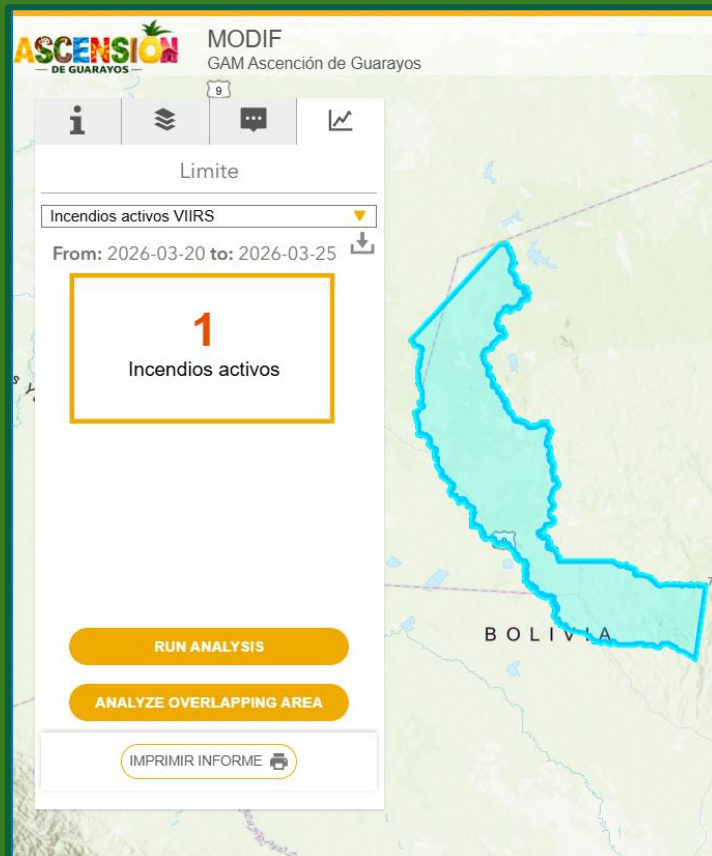 ASCENSIÓN
DE GUARAYOS
MODIF
GAM Ascención de Guarayos
9
Limite
Incendios activos VIIRS
From: 2026-03-20 to: 2026-03-25
1
Incendios activos
RUN ANALYSIS
ANALYZE OVERLAPPING AREA
IMPRIMIR INFORME
BOLIVIA